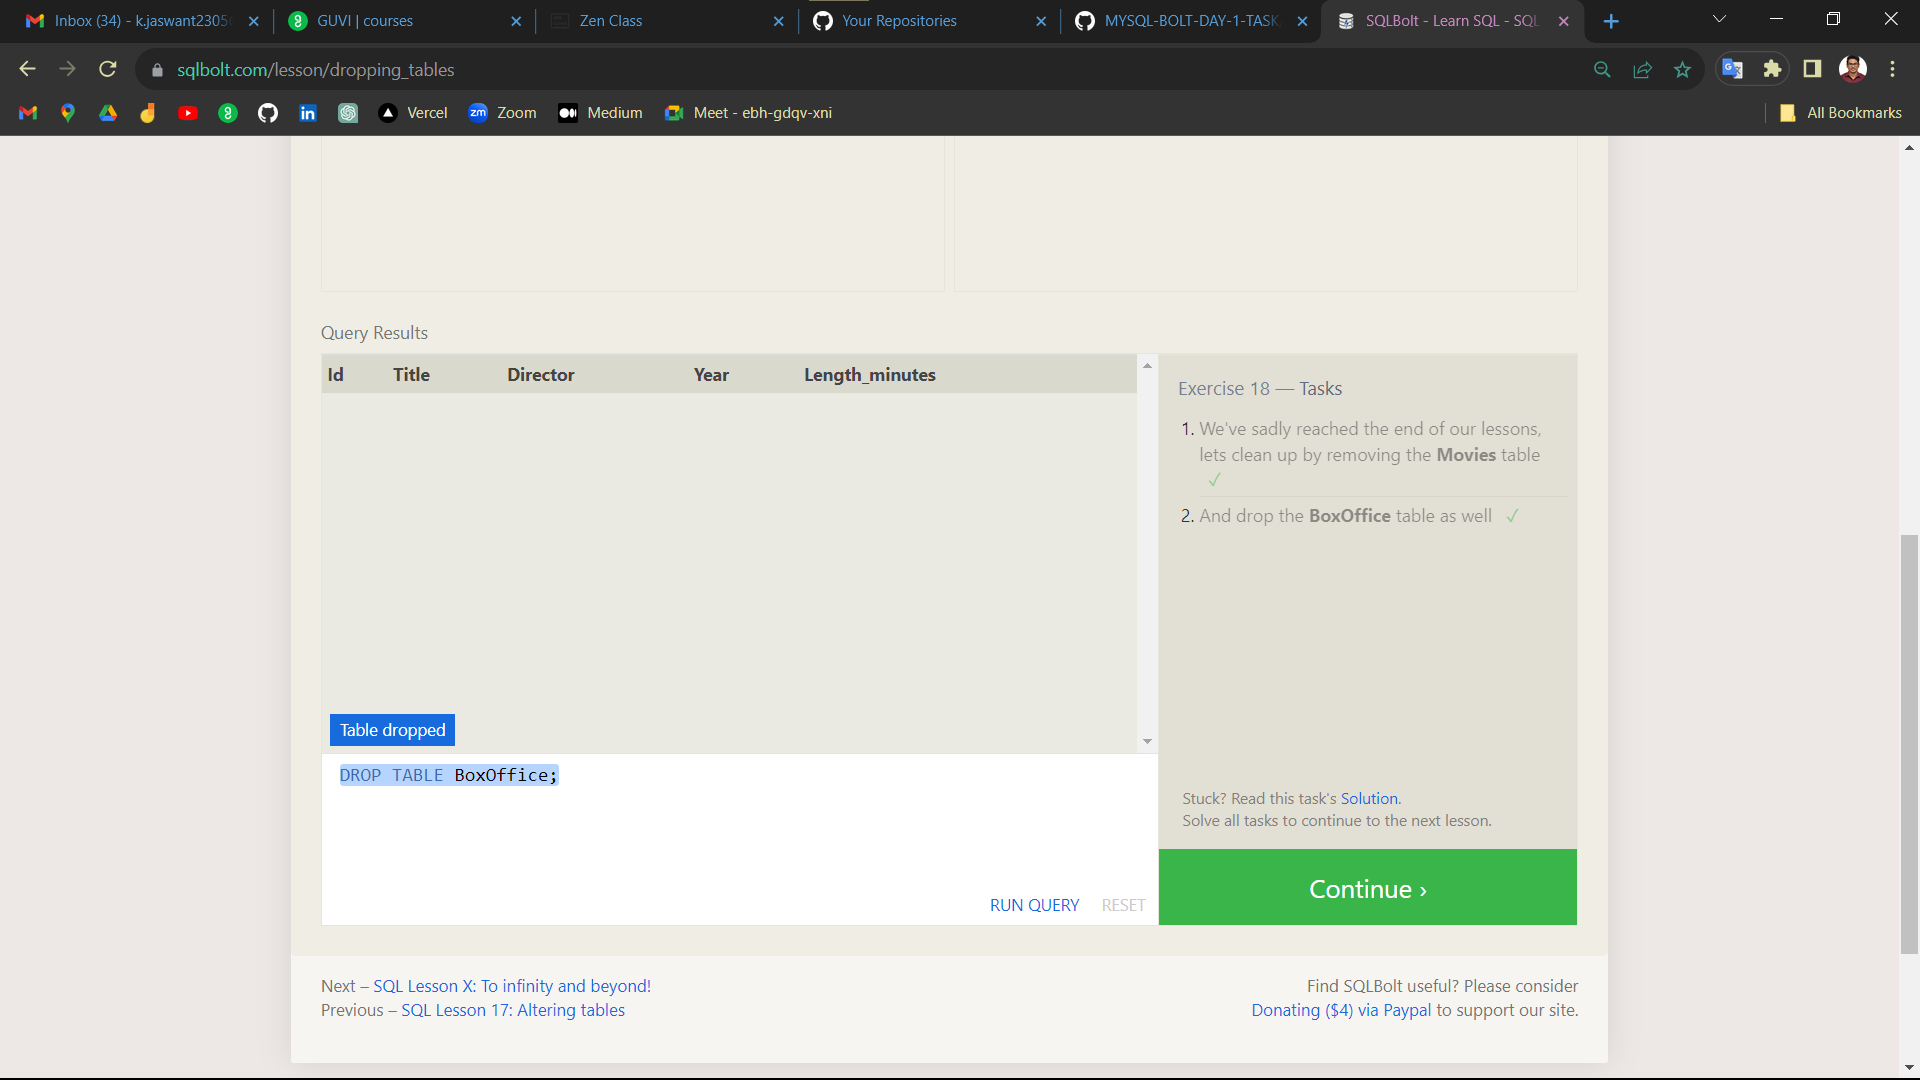 Inbox (34) - k.jaswant2305
GUVI | courses
Zen Class
Your Repositories
MYSQL-BOLT-DAY-1-TASK
SQLBolt - Learn SQL - SQL
sqlbolt.com/lesson/dropping_tables
Vercel
zm Zoom
Medium
Meet - ebh-gdqv-xni
All Bookmarks
Query Results
Id Title Director Year Length_minutes
Table dropped
DROP TABLE BoxOffice;
RUN QUERY RESET
Exercise 18 — Tasks
1. We've sadly reached the end of our lessons,
lets clean up by removing the Movies table
✓
2. And drop the BoxOffice table as well ✓
Stuck? Read this task's Solution.
Solve all tasks to continue to the next lesson.
Continue ›
Next – SQL Lesson X: To infinity and beyond!
Previous – SQL Lesson 17: Altering tables
Find SQLBolt useful? Please consider
Donating ($4) via Paypal to support our site.